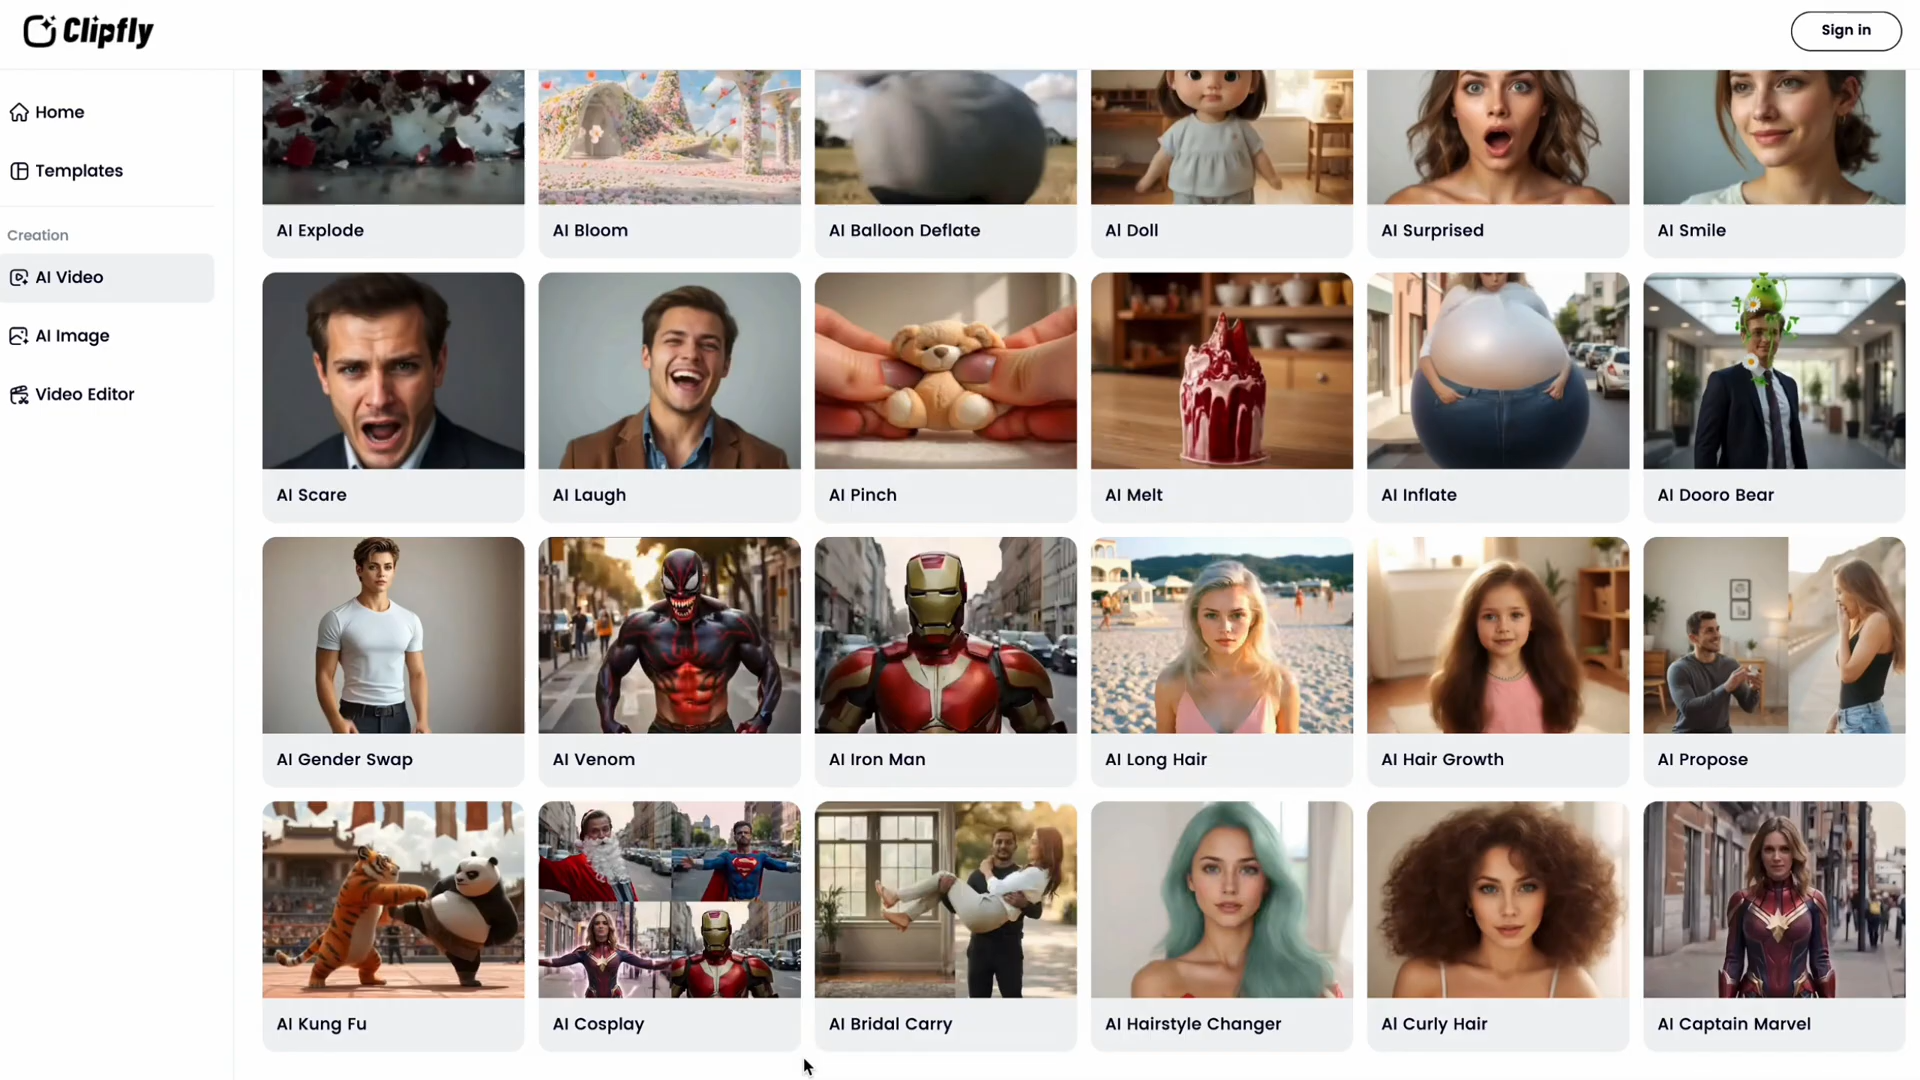 Clipfly
Sign in
Home
Templates
Creation
AI Video
AI Image
Video Editor
AI Explode
AI Bloom
AI Balloon Deflate
AI Doll
AI Surprised
AI Smile
AI Scare
AI Laugh
AI Pinch
AI Melt
AI Inflate
AI Dooro Bear
AI Gender Swap
AI Venom
AI Iron Man
AI Long Hair
AI Hair Growth
AI Propose
AI Kung Fu
AI Cosplay
AI Bridal Carry
AI Hairstyle Changer
AI Curly Hair
AI Captain Marvel